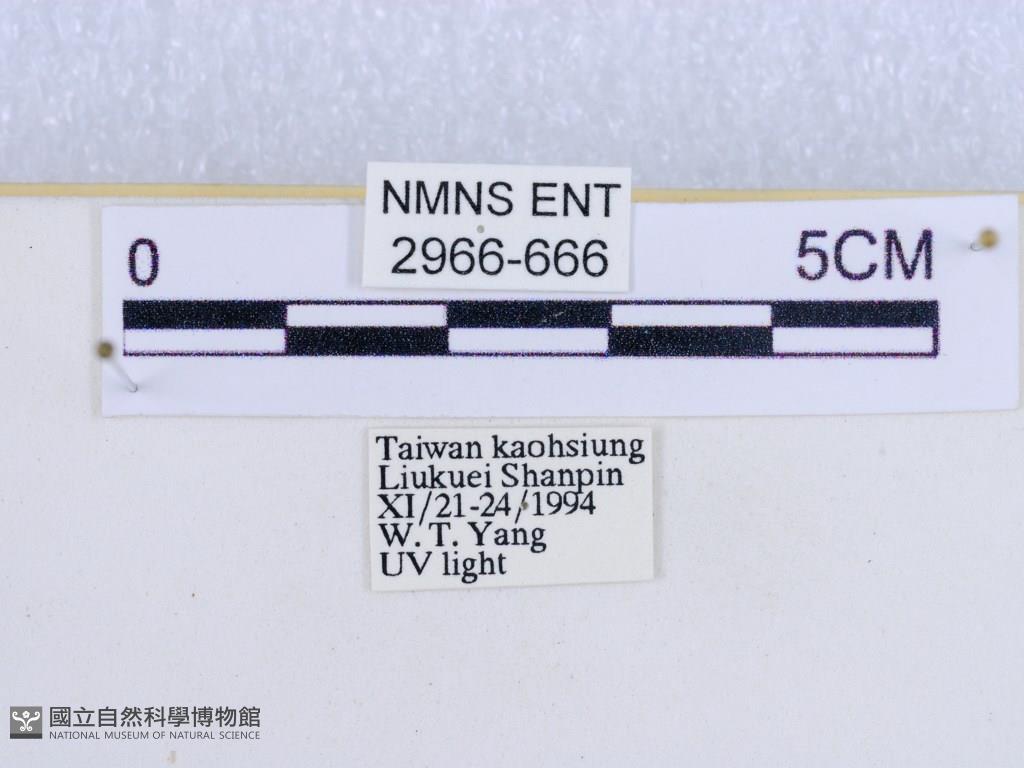 NMNS ENT
2966-666
0 5CM
Taiwan kaohsiung
Liukuei Shanpin
XI/21-24/1994
W. T. Yang
UV light
國立自然科學博物館
NATIONAL MUSEUM OF NATURAL SCIENCE